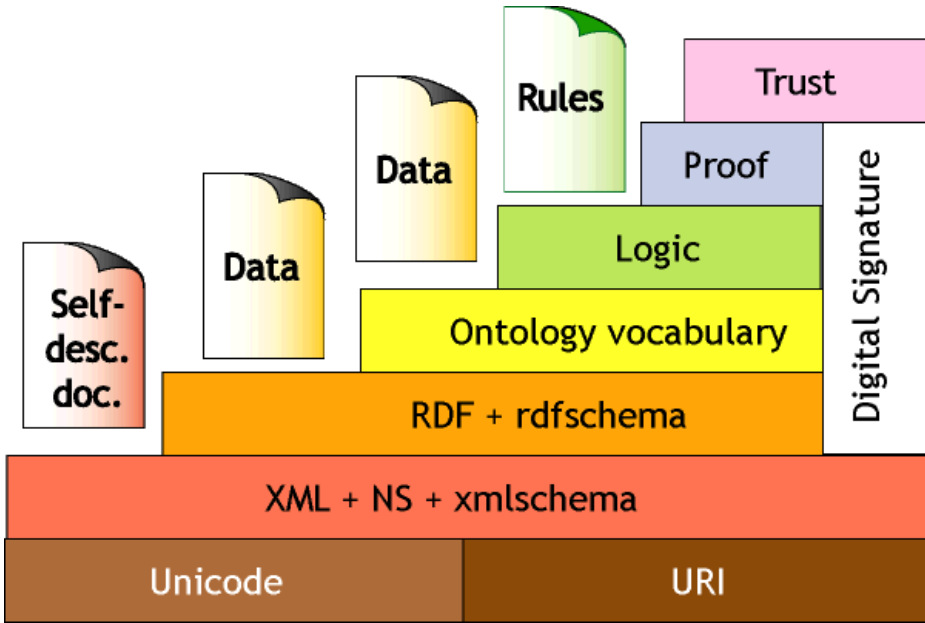 Rules
Trust
Data
Proof
Data
Logic
Self-
desc.
doc.
Ontology vocabulary
Digital Signature
RDF + rdfschema
XML + NS + xmlschema
Unicode
URI